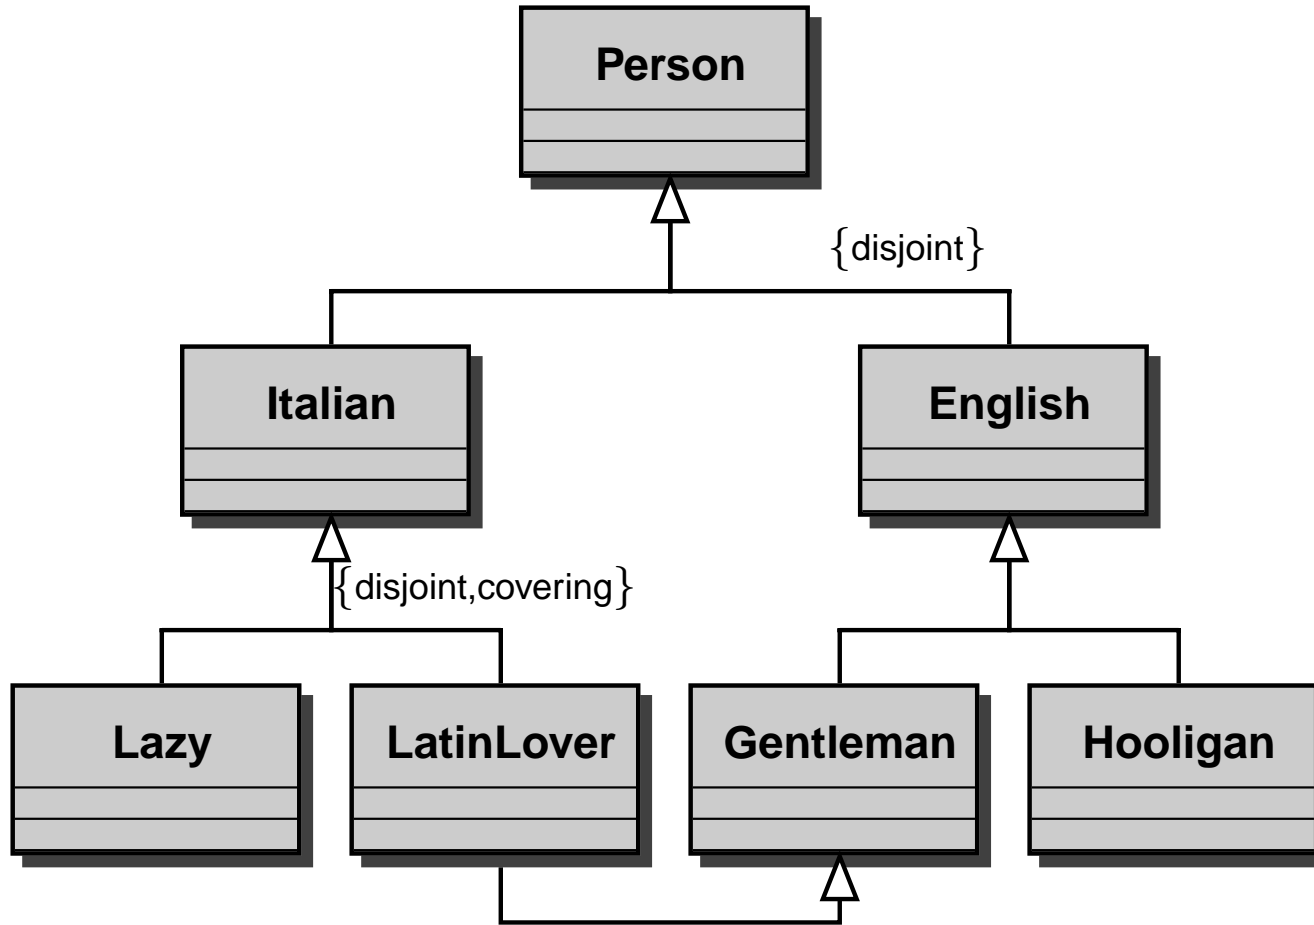 Person
{disjoint}
Italian
English
{disjoint,covering}
Lazy
LatinLover
Gentleman
Hooligan